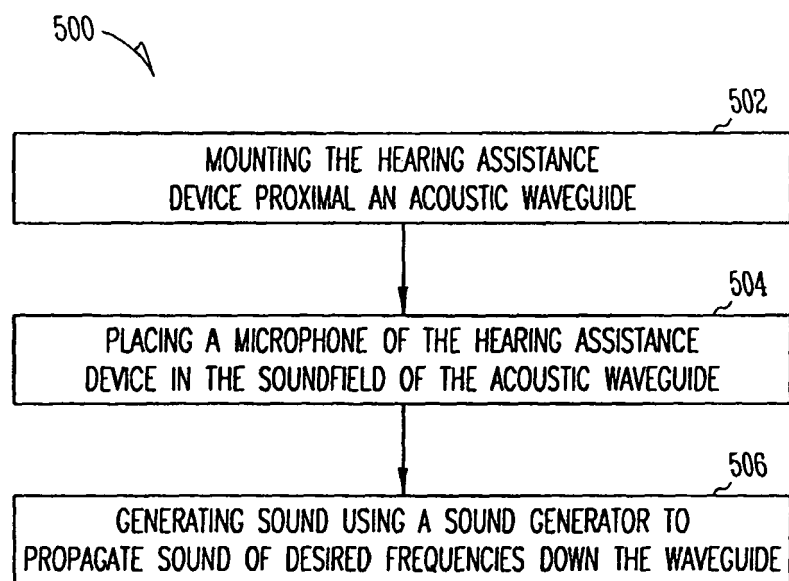 500
502
MOUNTING THE HEARING ASSISTANCE
DEVICE PROXIMAL AN ACOUSTIC WAVEGUIDE
504
PLACING A MICROPHONE OF THE HEARING ASSISTANCE
DEVICE IN THE SOUNDFIELD OF THE ACOUSTIC WAVEGUIDE
506
GENERATING SOUND USING A SOUND GENERATOR TO
PROPAGATE SOUND OF DESIRED FREQUENCIES DOWN THE WAVEGUIDE